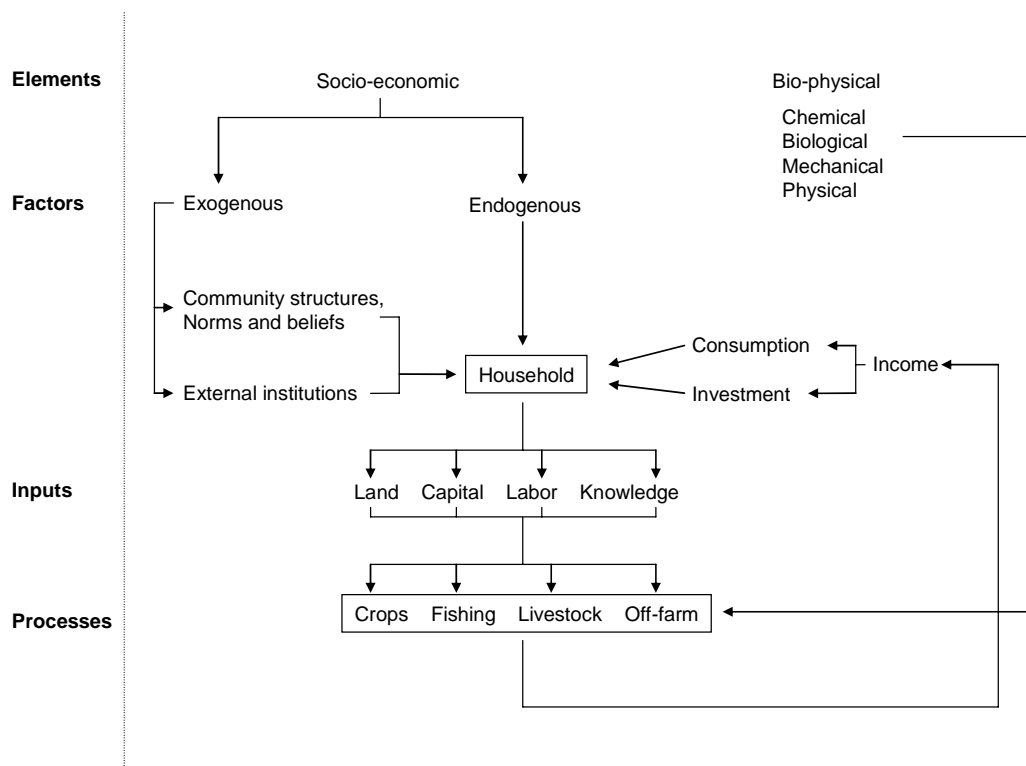 Elements
Socio-economic
Bio-physical
Chemical
Biological
Mechanical
Physical
Factors
Exogenous
Endogenous
Community structures,
Norms and beliefs
External institutions
Household
Consumption
Investment
Income
Inputs
Land Capital Labor Knowledge
Processes
Crops Fishing Livestock Off-farm